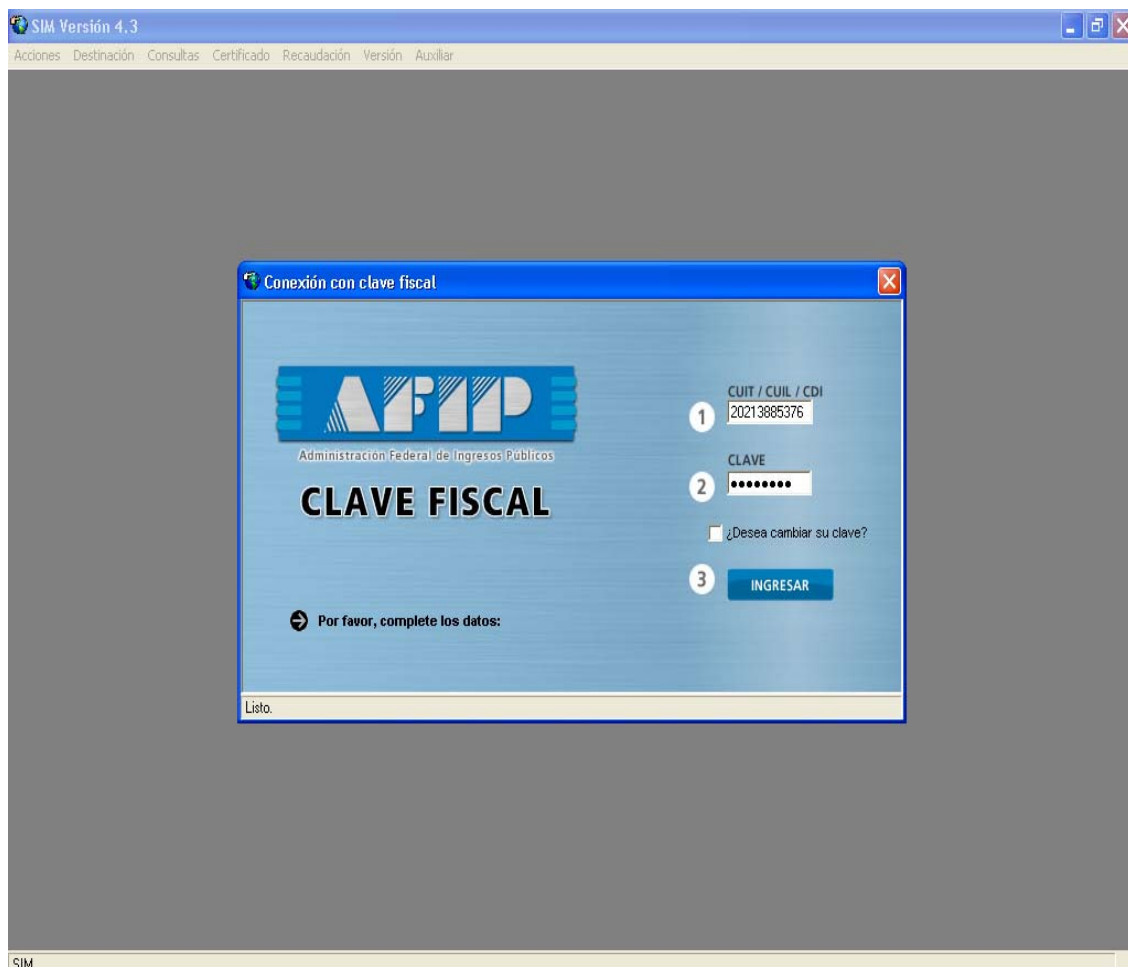 SIM Versión 4.3
Acciones Destinación Consultas Certificado Recaudación Versión Auxiliar
Conexión con clave fiscal
AFIP
Administración Federal de Ingresos Públicos
CLAVE FISCAL
CUIT / CUIL / CDI
1 20213885376
CLAVE
2 ••••••••
¿Desea cambiar su clave?
3 INGRESAR
Por favor, complete los datos:
Listo.
SIM